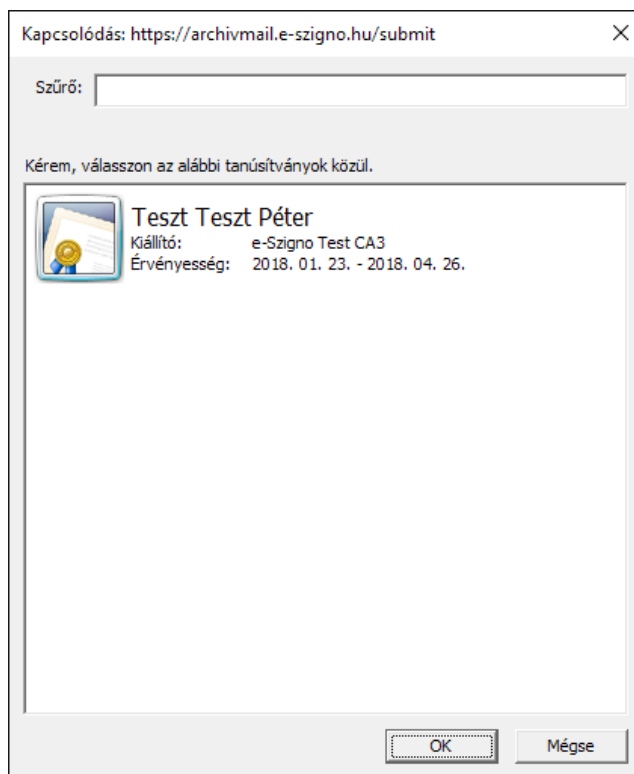 Kapcsolódás: https://archivmail.e-szigno.hu/submit
Szűrő:
Kérem, válasszon az alábbi tanúsítványok közül.
Teszt Teszt Péter
Kiállító: e-Szigno Test CA3
Érvényesség: 2018. 01. 23. - 2018. 04. 26.
OK Mégse